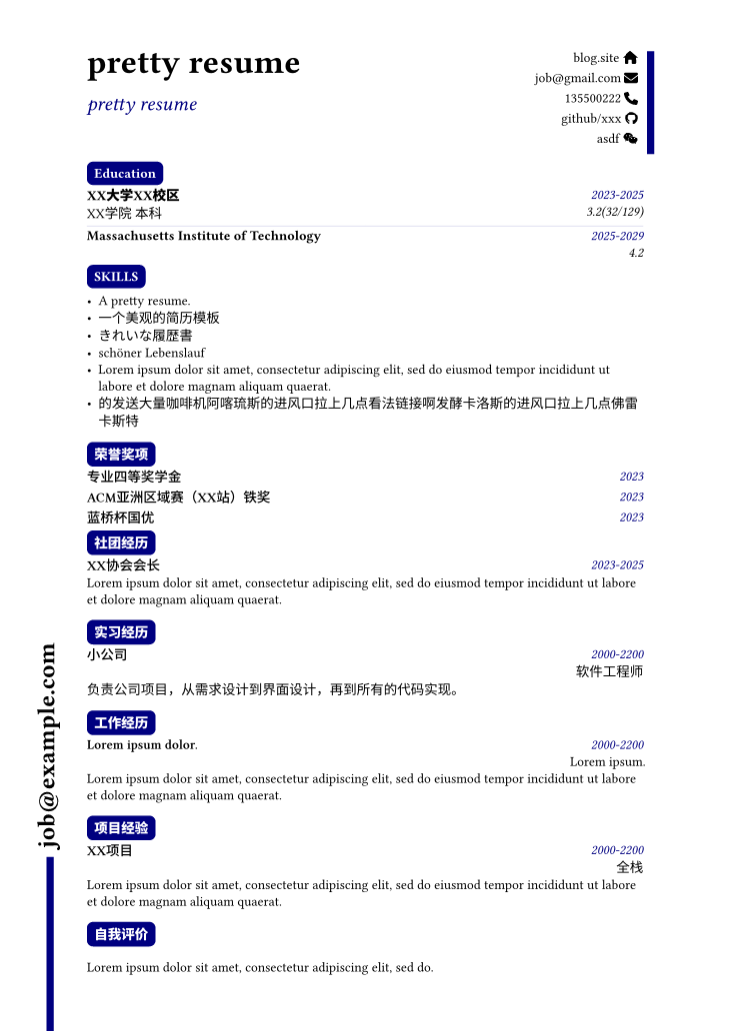 pretty resume
pretty resume
blog.site
job@gmail.com
135500222
github/xxx
asdf
Education
XX大学XX校区 2023-2025
XX学院 本科 3.2(32/129)
Massachusetts Institute of Technology 2025-2029
4.2
SKILLS
• A pretty resume.
• 一个美观的简历模板
• きれいな履歴書
• schöner Lebenslauf
• Lorem ipsum dolor sit amet, consectetur adipiscing elit, sed do eiusmod tempor incididunt ut
labore et dolore magnam aliquam quaerat.
• 的发送大量咖啡机阿喀琉斯的进风口拉上几点看法链接啊发酵卡洛斯的进风口拉上几点佛雷
卡斯特
荣誉奖项
专业四等奖学金 2023
ACM亚洲区域赛（XX站）铁奖 2023
蓝桥杯国优 2023
社团经历
XX协会会长 2023-2025
Lorem ipsum dolor sit amet, consectetur adipiscing elit, sed do eiusmod tempor incididunt ut labore
et dolore magnam aliquam quaerat.
实习经历
小公司 2000-2200
软件工程师
负责公司项目，从需求设计到界面设计，再到所有的代码实现。
工作经历
Lorem ipsum dolor. 2000-2200
Lorem ipsum.
Lorem ipsum dolor sit amet, consectetur adipiscing elit, sed do eiusmod tempor incididunt ut labore
et dolore magnam aliquam quaerat.
项目经验
XX项目 2000-2200
全栈
Lorem ipsum dolor sit amet, consectetur adipiscing elit, sed do eiusmod tempor incididunt ut labore
et dolore magnam aliquam quaerat.
自我评价
Lorem ipsum dolor sit amet, consectetur adipiscing elit, sed do.
job@example.com